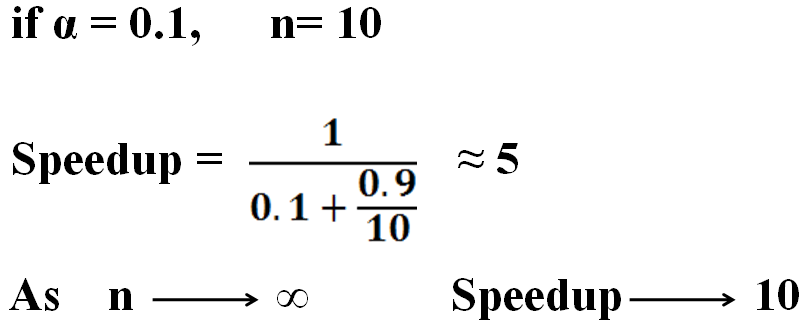 if α = 0.1, n= 10
Speedup = 1 / (0.1 + 0.9/10) ≈ 5
As n ⟶ ∞ Speedup ⟶ 10